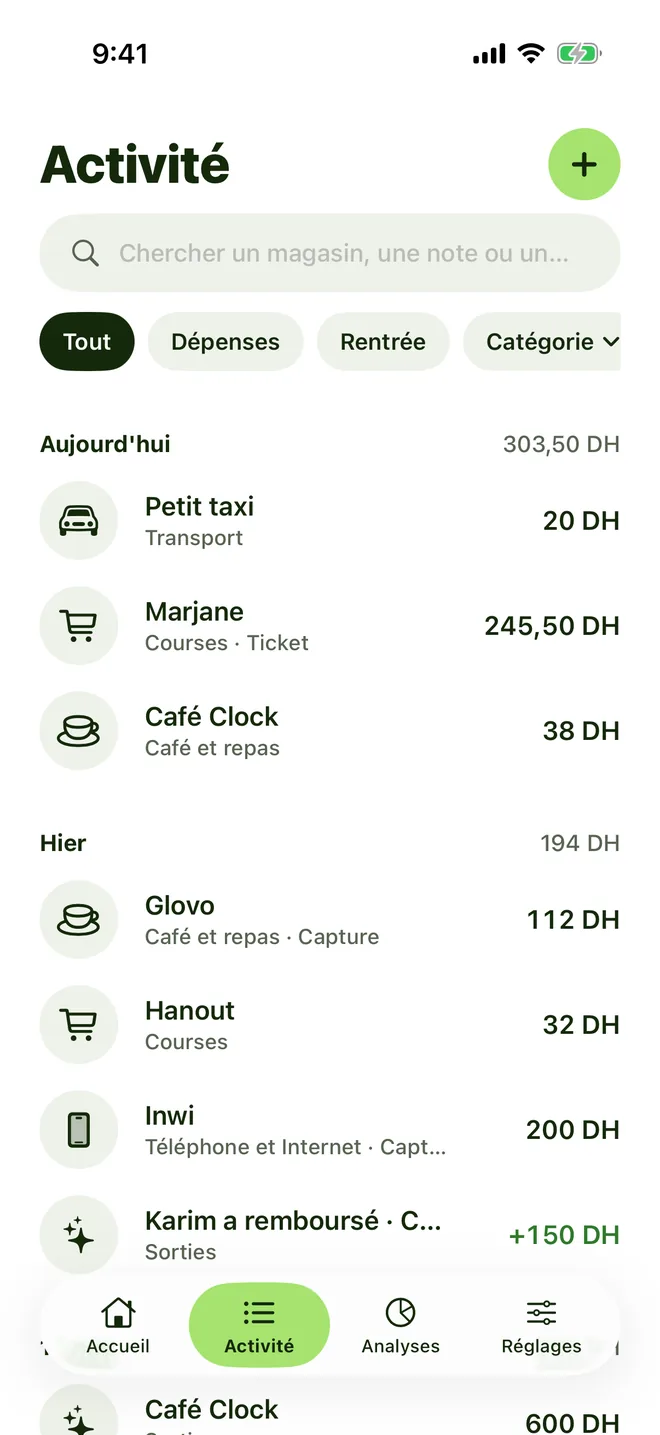 9:41
Activité
Chercher un magasin, une note ou un...
Tout Dépenses Rentrée Catégorie
Aujourd'hui 303,50 DH
Petit taxi
Transport
20 DH
Marjane
Courses · Ticket
245,50 DH
Café Clock
Café et repas
38 DH
Hier 194 DH
Glovo
Café et repas · Capture
112 DH
Hanout
Courses
32 DH
Inwi
Téléphone et Internet · Capt...
200 DH
Karim a remboursé · C...
Sorties
+150 DH
Accueil Activité Analyses Réglages
Café Clock
600 DH